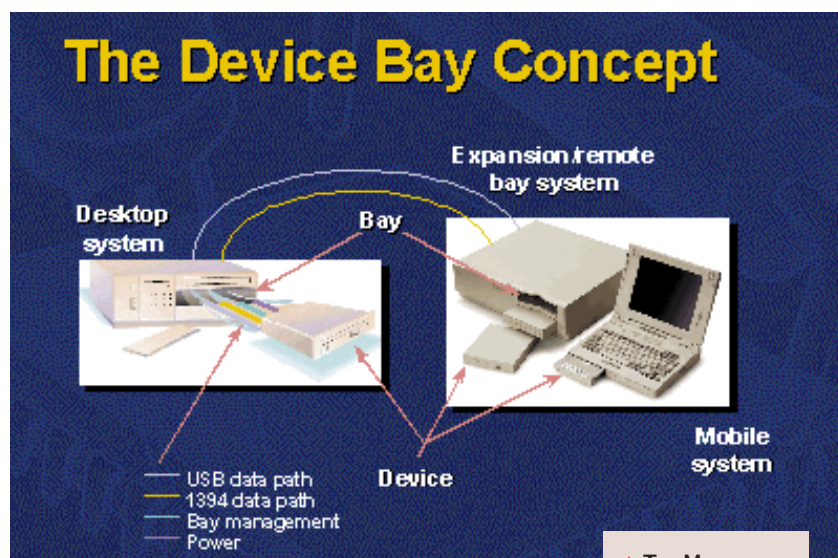 The Device Bay Concept
Expansion/remote
bay system
Desktop
system
Bay
Mobile
system
Device
USB data path
1394 data path
Bay management
Power